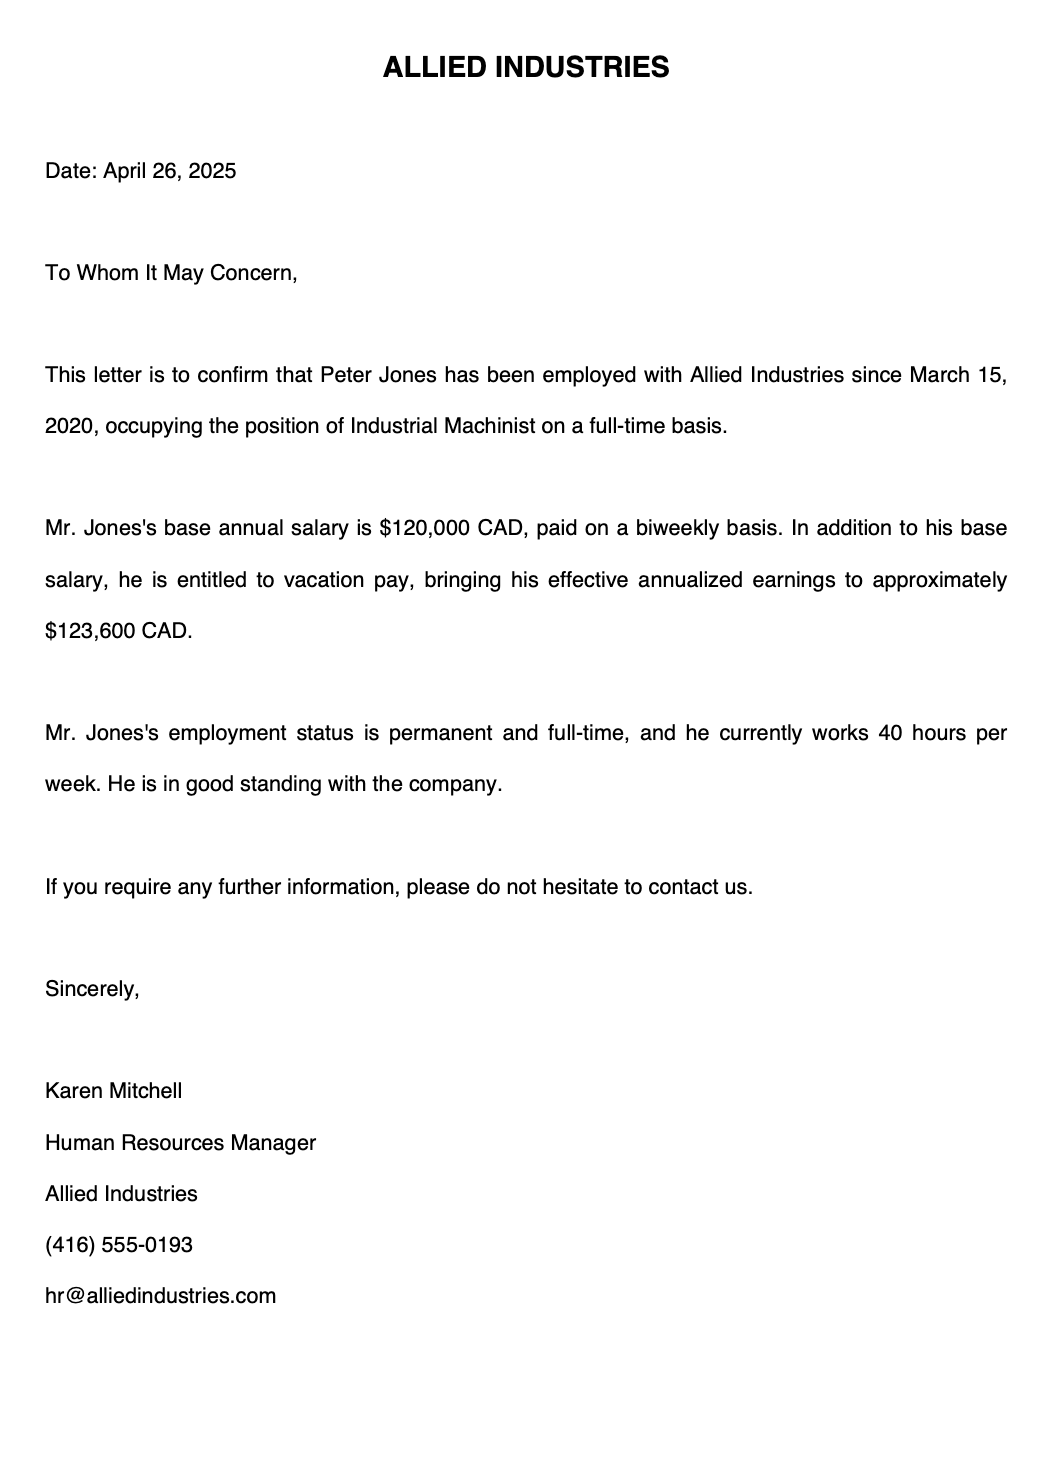 ALLIED INDUSTRIES
Date: April 26, 2025
To Whom It May Concern,
This letter is to confirm that Peter Jones has been employed with Allied Industries since March 15,
2020, occupying the position of Industrial Machinist on a full-time basis.
Mr. Jones's base annual salary is $120,000 CAD, paid on a biweekly basis. In addition to his base
salary, he is entitled to vacation pay, bringing his effective annualized earnings to approximately
$123,600 CAD.
Mr. Jones's employment status is permanent and full-time, and he currently works 40 hours per
week. He is in good standing with the company.
If you require any further information, please do not hesitate to contact us.
Sincerely,
Karen Mitchell
Human Resources Manager
Allied Industries
(416) 555-0193
hr@alliedindustries.com